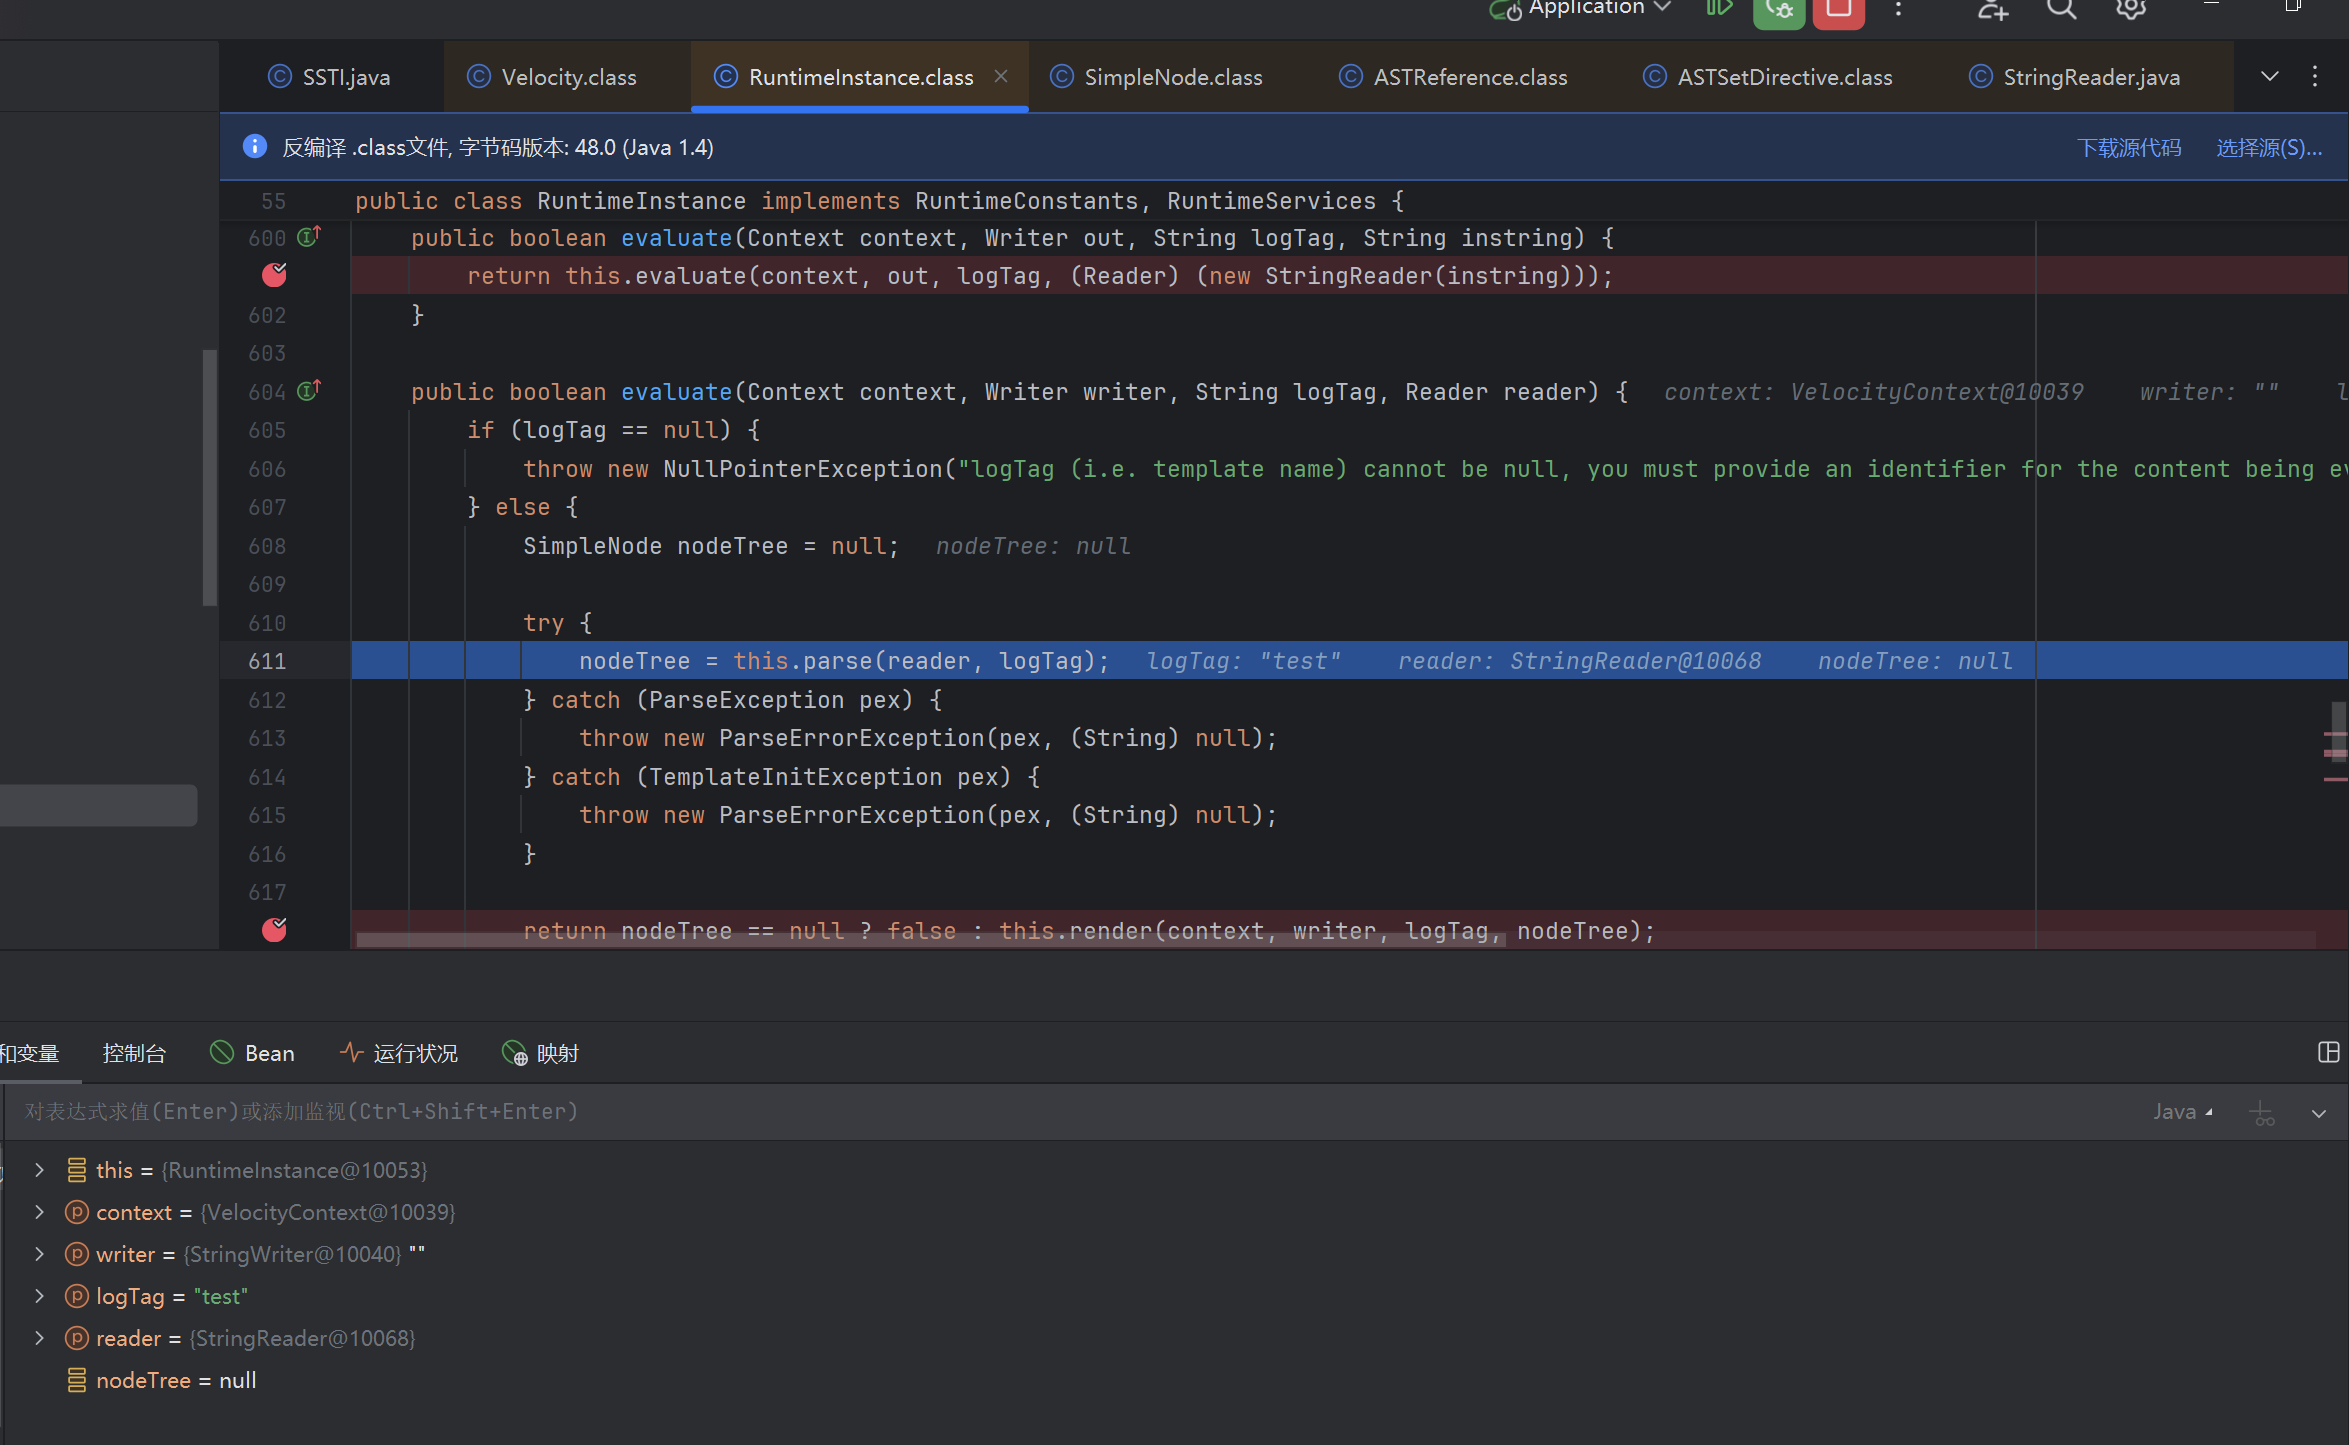 Application
SSTI.java Velocity.class RuntimeInstance.class SimpleNode.class ASTReference.class ASTSetDirective.class StringReader.java
反编译 .class文件, 字节码版本: 48.0 (Java 1.4) 下载源代码 选择源(S)...
55 public class RuntimeInstance implements RuntimeConstants, RuntimeServices {
600 public boolean evaluate(Context context, Writer out, String logTag, String instring) {
return this.evaluate(context, out, logTag, (Reader) (new StringReader(instring)));
602 }
603
604 public boolean evaluate(Context context, Writer writer, String logTag, Reader reader) { context: VelocityContext@10039 writer: ""
605 if (logTag == null) {
606 throw new NullPointerException("logTag (i.e. template name) cannot be null, you must provide an identifier for the content being
607 } else {
608 SimpleNode nodeTree = null; nodeTree: null
609
610 try {
611 nodeTree = this.parse(reader, logTag); logTag: "test" reader: StringReader@10068 nodeTree: null
612 } catch (ParseException pex) {
613 throw new ParseErrorException(pex, (String) null);
614 } catch (TemplateInitException pex) {
615 throw new ParseErrorException(pex, (String) null);
616 }
617
return nodeTree == null ? false : this.render(context, writer, logTag, nodeTree);
和变量 控制台 Bean 运行状况 映射
对表达式求值(Enter)或添加监视(Ctrl+Shift+Enter) Java
this = {RuntimeInstance@10053}
context = {VelocityContext@10039}
writer = {StringWriter@10040} ""
logTag = "test"
reader = {StringReader@10068}
nodeTree = null